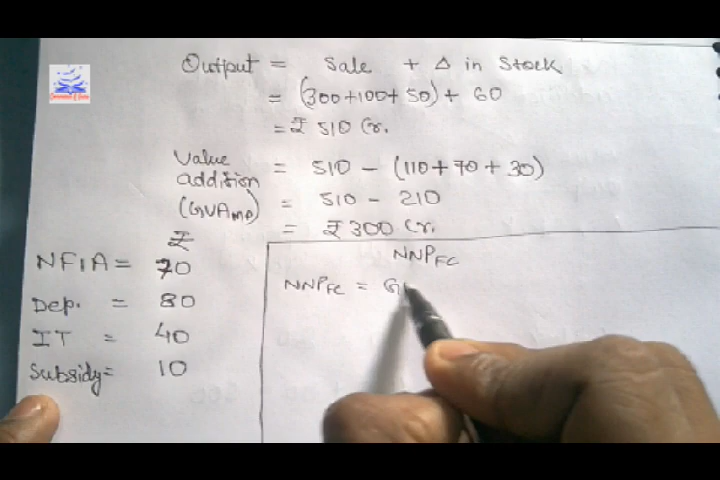 Output = Sale + Δ in Stock
= (300+100+50) + 60
= ₹ 510 Cr.
Value addition (GVAMP) = 510 - (110+70+30)
= 510 - 210
= ₹ 300 Cr.
₹
NFIA = 70
Dep. = 80
IT = 40
Subsidy = 10
NNPFC
NNPFC = G